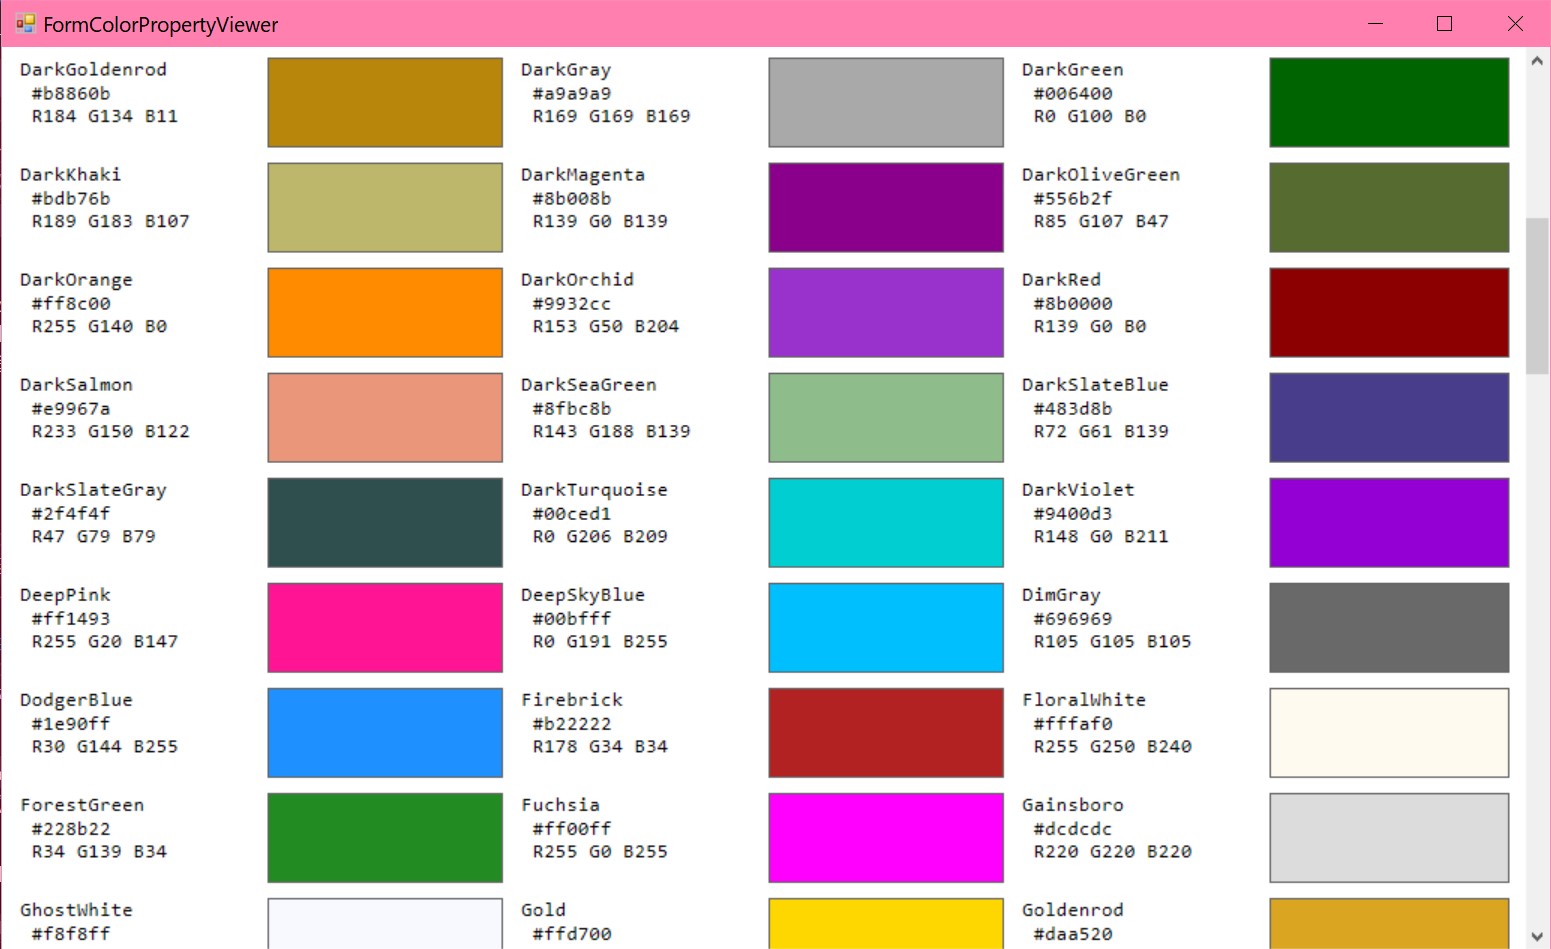 FormColorPropertyViewer
DarkGoldenrod
#b8860b
R184 G134 B11
DarkGray
#a9a9a9
R169 G169 B169
DarkGreen
#006400
R0 G100 B0
DarkKhaki
#bdb76b
R189 G183 B107
DarkMagenta
#8b008b
R139 G0 B139
DarkOliveGreen
#556b2f
R85 G107 B47
DarkOrange
#ff8c00
R255 G140 B0
DarkOrchid
#9932cc
R153 G50 B204
DarkRed
#8b0000
R139 G0 B0
DarkSalmon
#e9967a
R233 G150 B122
DarkSeaGreen
#8fbc8b
R143 G188 B139
DarkSlateBlue
#483d8b
R72 G61 B139
DarkSlateGray
#2f4f4f
R47 G79 B79
DarkTurquoise
#00ced1
R0 G206 B209
DarkViolet
#9400d3
R148 G0 B211
DeepPink
#ff1493
R255 G20 B147
DeepSkyBlue
#00bfff
R0 G191 B255
DimGray
#696969
R105 G105 B105
DodgerBlue
#1e90ff
R30 G144 B255
Firebrick
#b22222
R178 G34 B34
FloralWhite
#fffaf0
R255 G250 B240
ForestGreen
#228b22
R34 G139 B34
Fuchsia
#ff00ff
R255 G0 B255
Gainsboro
#dcdcdc
R220 G220 B220
GhostWhite
#f8f8ff
Gold
#ffd700
Goldenrod
#daa520